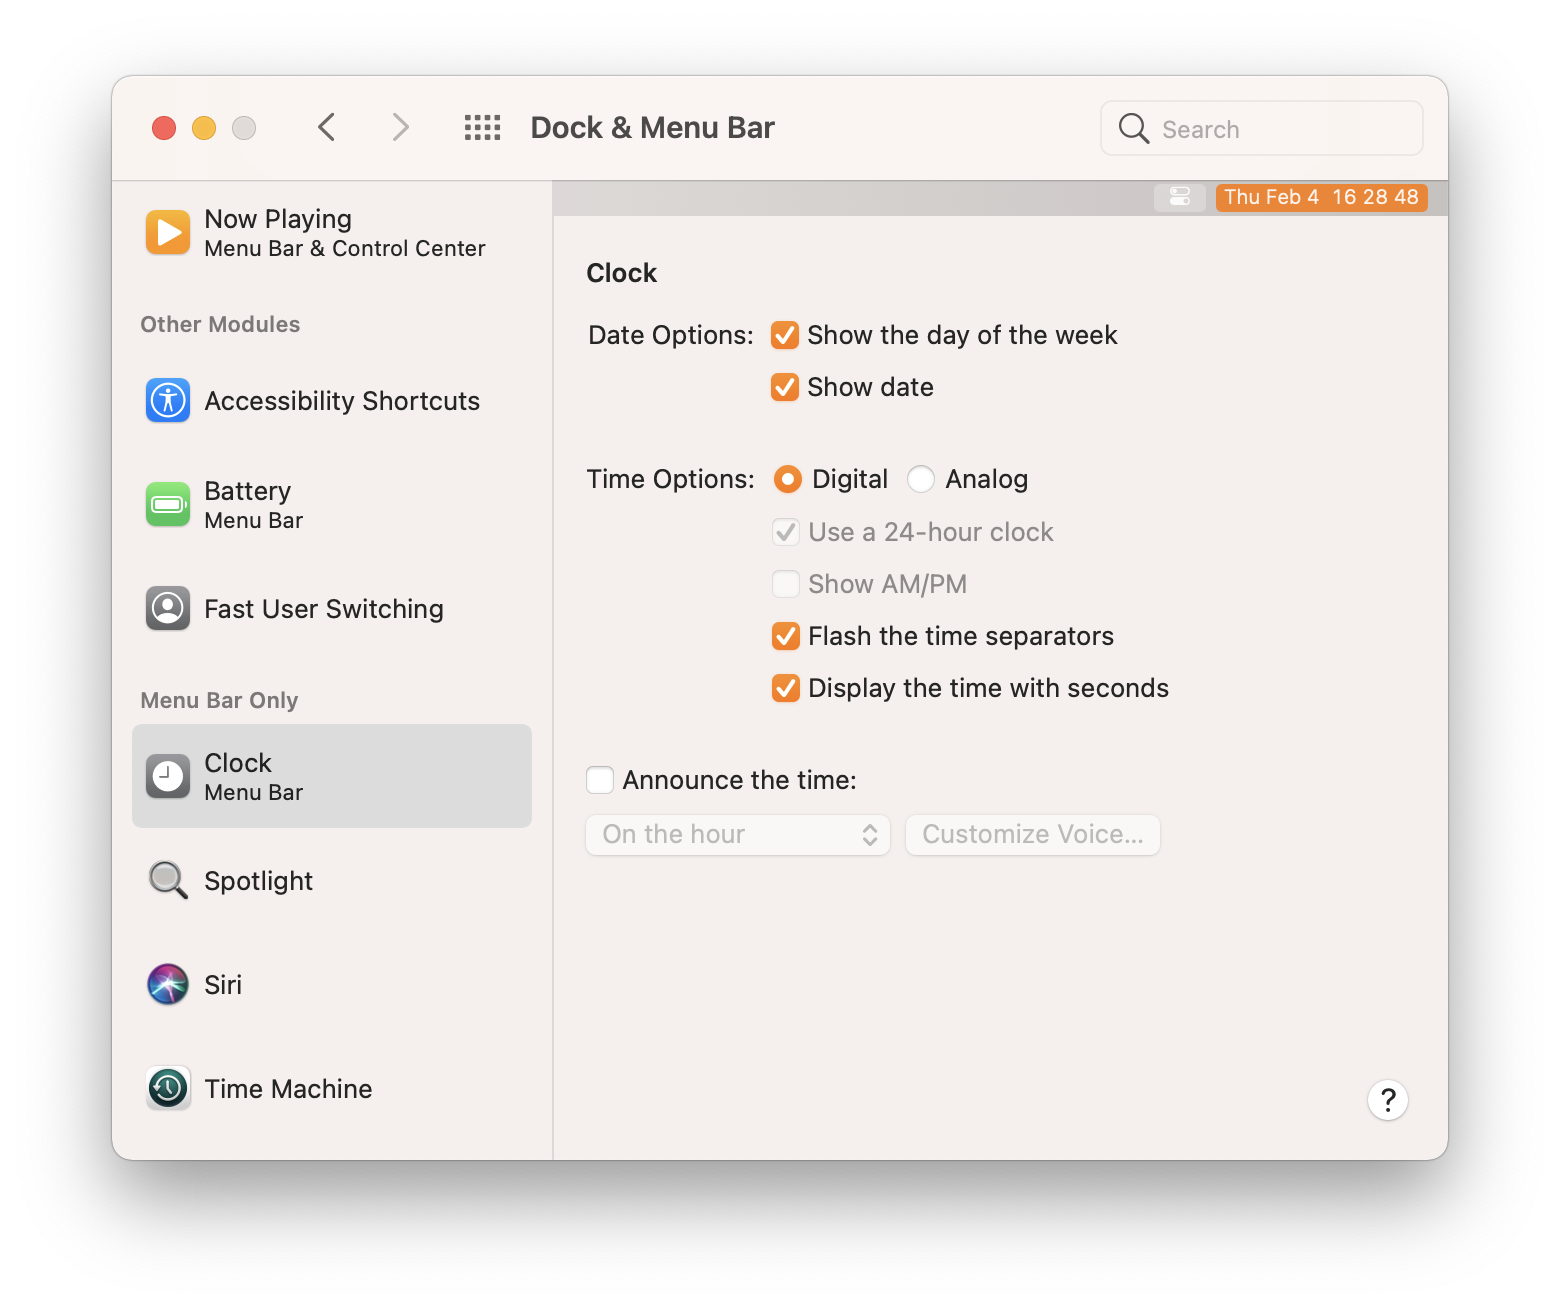 Dock & Menu Bar
Search
Now Playing
Menu Bar & Control Center
Other Modules
Accessibility Shortcuts
Battery
Menu Bar
Fast User Switching
Menu Bar Only
Clock
Menu Bar
Spotlight
Siri
Time Machine
Thu Feb 4 16 28 48
Clock
Date Options: Show the day of the week
Show date
Time Options: Digital Analog
Use a 24-hour clock
Show AM/PM
Flash the time separators
Display the time with seconds
Announce the time:
On the hour Customize Voice...
?